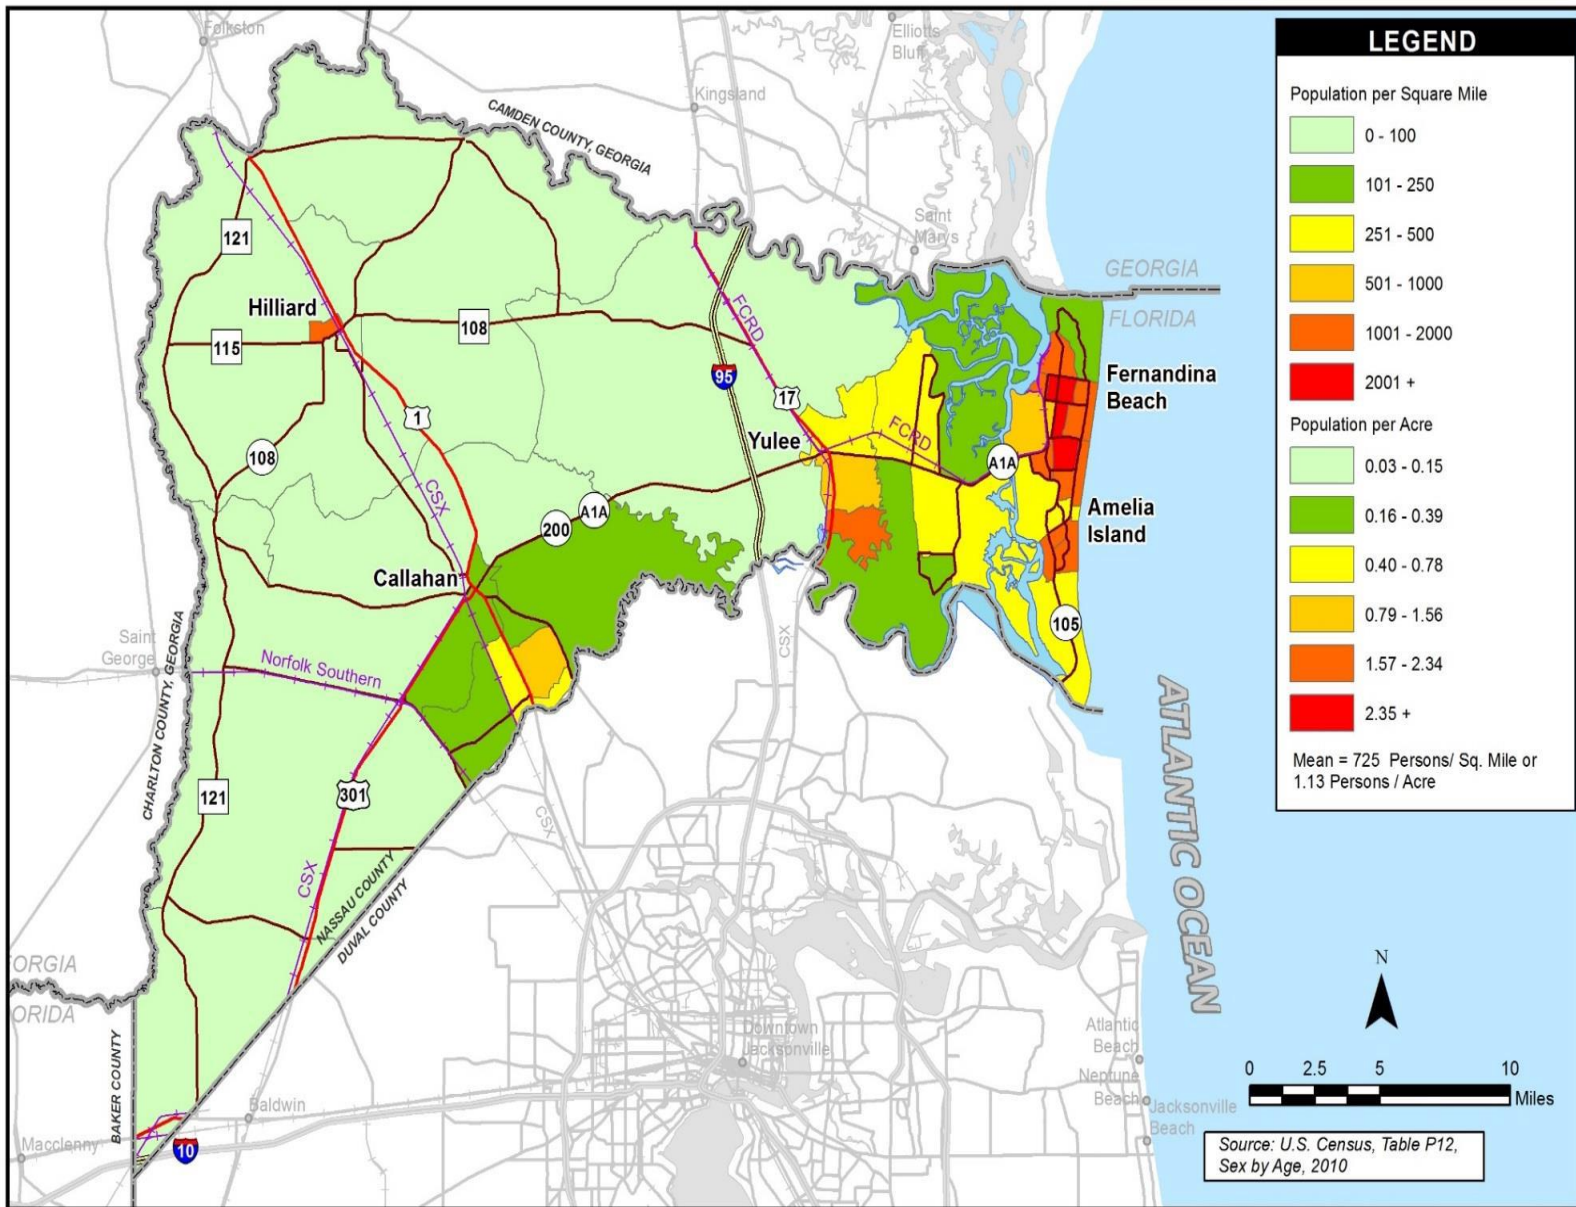 Folkston
Elliotts
Bluff
Kingsland
CAMDEN COUNTY, GEORGIA
Saint
Marys
GEORGIA
FLORIDA
121
Hilliard
115
108
FCRD
95
17
1
Fernandina
Beach
Yulee
FCRD
108
CSX
A1A
200
A1A
Amelia
Island
Callahan
CHARLTON COUNTY, GEORGIA
Saint
George
Norfolk Southern
CSX
105
121
301
CSX
CSX
NASSAU COUNTY
DUVAL COUNTY
ATLANTIC OCEAN
ORGIA
ORIDA
BAKER COUNTY
Baldwin
Macclenny
10
Downtown
Jacksonville
Atlantic
Beach
Neptune
Beach
Jacksonville
Beach
LEGEND
Population per Square Mile
0 - 100
101 - 250
251 - 500
501 - 1000
1001 - 2000
2001 +
Population per Acre
0.03 - 0.15
0.16 - 0.39
0.40 - 0.78
0.79 - 1.56
1.57 - 2.34
2.35 +
Mean = 725 Persons/ Sq. Mile or
1.13 Persons / Acre
N
0 2.5 5 10
Miles
Source: U.S. Census, Table P12,
Sex by Age, 2010